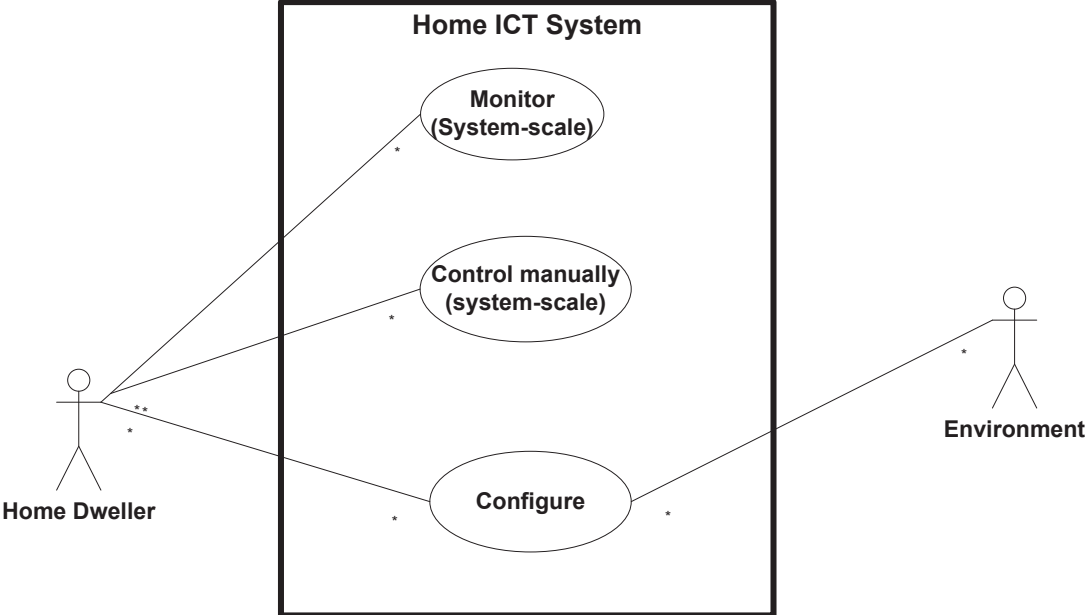 Home ICT System
Monitor
(System-scale)
*
Control manually
(system-scale)
*
* *
*
*
Environment
Configure
Home Dweller
*
*